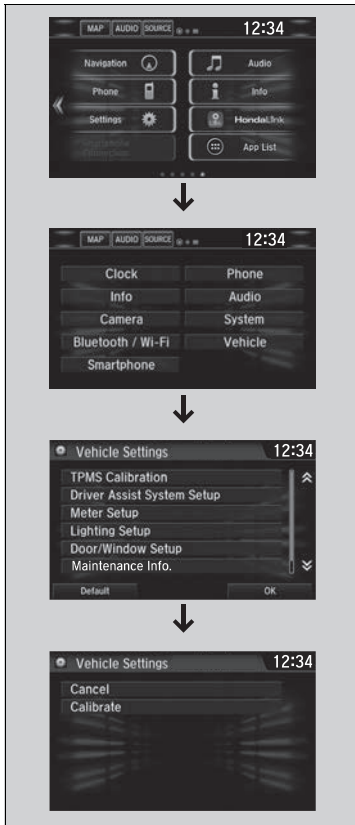 MAP AUDIO SOURCE 12:34
Navigation Audio
Phone Info
Settings HondaLink
Smartphone App List
Connection
MAP AUDIO SOURCE 12:34
Clock Phone
Info Audio
Camera System
Bluetooth / Wi-Fi Vehicle
Smartphone
Vehicle Settings 12:34
TPMS Calibration
Driver Assist System Setup
Meter Setup
Lighting Setup
Door/Window Setup
Maintenance Info.
Default OK
Vehicle Settings 12:34
Cancel
Calibrate